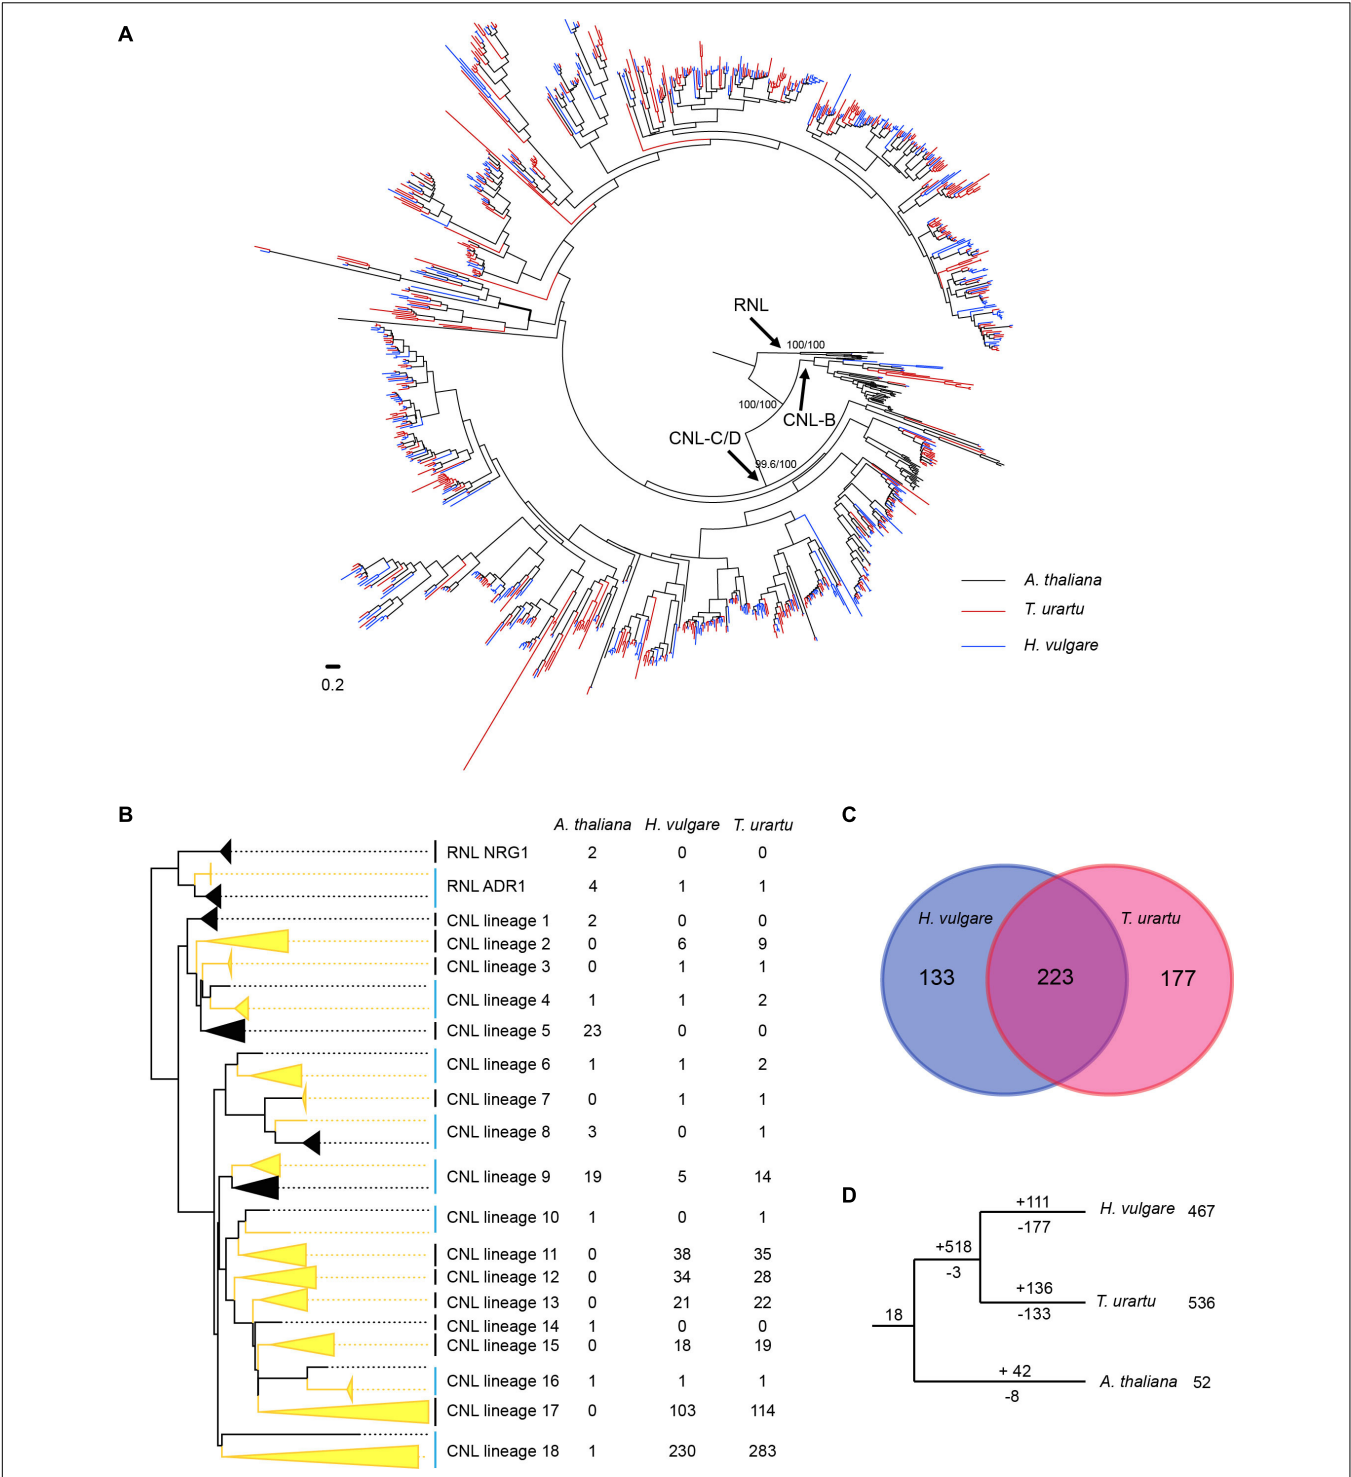 A
RNL
100/100
100/100
CNL-B
CNL-C/D
99.6/100
A. thaliana
T. urartu
H. vulgare
0.2
B
A. thaliana H. vulgare T. urartu
RNL NRG1 2 0 0
RNL ADR1 4 1 1
CNL lineage 1 2 0 0
CNL lineage 2 0 6 9
CNL lineage 3 0 1 1
CNL lineage 4 1 1 2
CNL lineage 5 23 0 0
CNL lineage 6 1 1 2
CNL lineage 7 0 1 1
CNL lineage 8 3 0 1
CNL lineage 9 19 5 14
CNL lineage 10 1 0 1
CNL lineage 11 0 38 35
CNL lineage 12 0 34 28
CNL lineage 13 0 21 22
CNL lineage 14 1 0 0
CNL lineage 15 0 18 19
CNL lineage 16 1 1 1
CNL lineage 17 0 103 114
CNL lineage 18 1 230 283
C
H. vulgare T. urartu
133 223 177
D
+111
H. vulgare 467
-177
+518
-3
+136
T. urartu 536
-133
18
+ 42
A. thaliana 52
-8